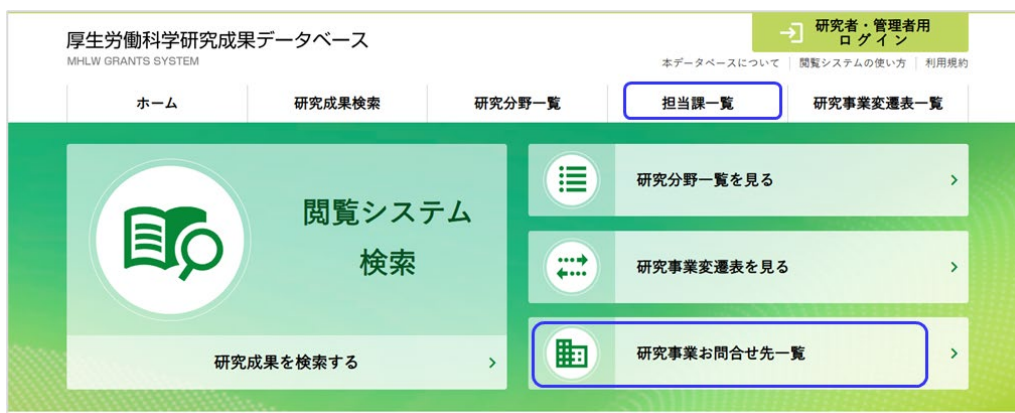 厚生労働科学研究成果データベース
MHLW GRANTS SYSTEM
研究者・管理者用
ログイン
本データベースについて
閲覧システムの使い方
利用規約
ホーム
研究成果検索
研究分野一覧
担当課一覧
研究事業変遷表一覧
閲覧システム
検索
研究成果を検索する
研究分野一覧を見る
研究事業変遷表を見る
研究事業お問合せ先一覧